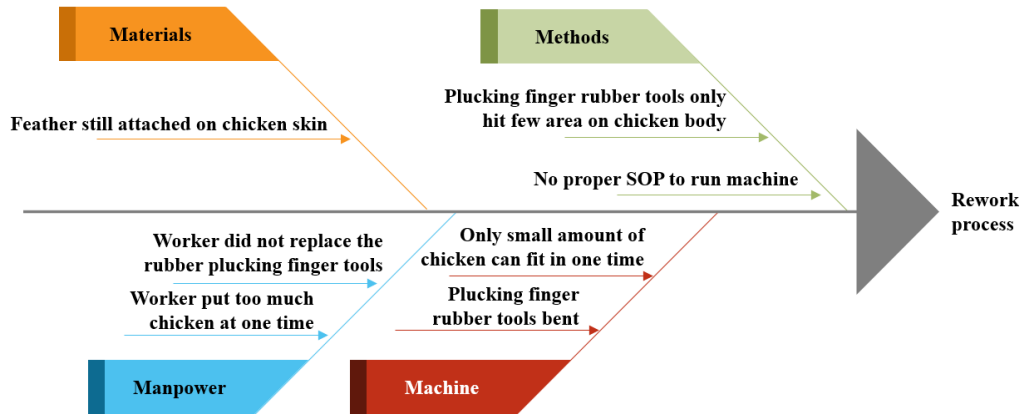 Materials
Methods
Feather still attached on chicken skin
Plucking finger rubber tools only
hit few area on chicken body
No proper SOP to run machine
Rework
process
Worker did not replace the
rubber plucking finger tools
Worker put too much
chicken at one time
Only small amount of
chicken can fit in one time
Plucking finger
rubber tools bent
Manpower
Machine